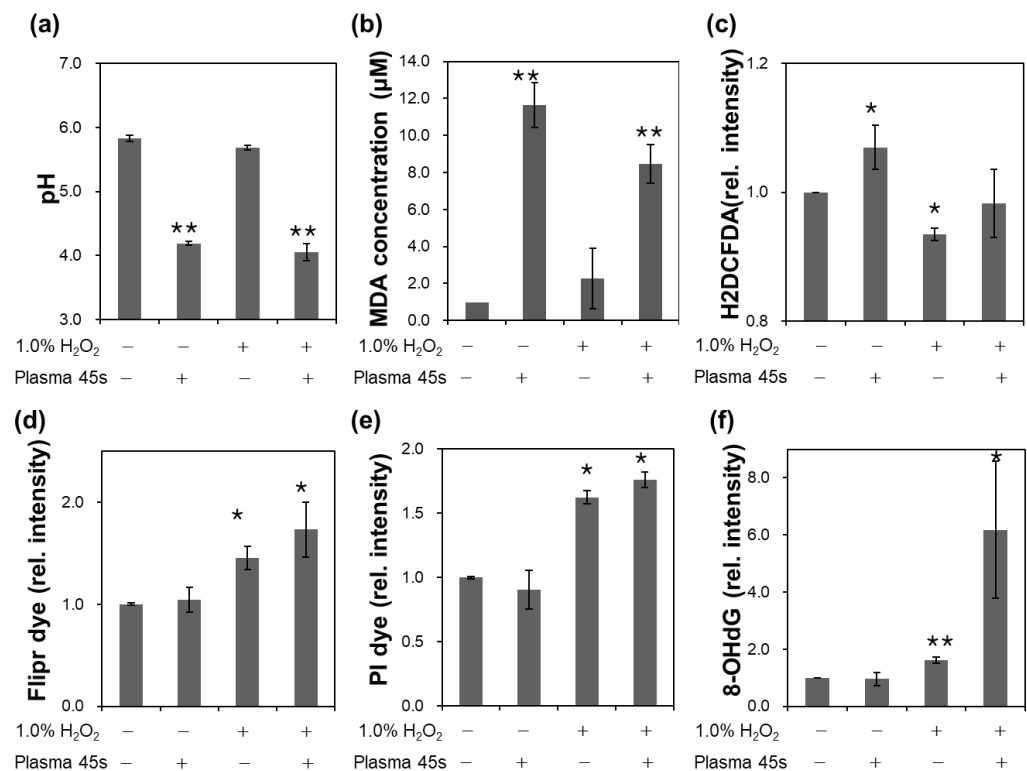 (a)
7.0
6.0
5.0
4.0
3.0
pH
**
**
1.0% H₂O₂ − − + +
Plasma 45s − + − +
(b)
14.0
12.0
10.0
8.0
6.0
4.0
2.0
0.0
MDA concentration (μM)
**
**
1.0% H₂O₂ − − + +
Plasma 45s − + − +
(c)
1.2
1.0
0.8
H2DCFDA(rel. intensity)
*
*
1.0% H₂O₂ − − + +
Plasma 45s − + − +
(d)
2.0
1.0
0.0
Flipr dye (rel. intensity)
*
*
1.0% H₂O₂ − − + +
Plasma 45s − + − +
(e)
2.0
1.5
1.0
0.5
0.0
PI dye (rel. intensity)
*
*
1.0% H₂O₂ − − + +
Plasma 45s − + − +
(f)
8.0
6.0
4.0
2.0
0.0
8-OHdG (rel. intensity)
**
*
1.0% H₂O₂ − − + +
Plasma 45s − + − +